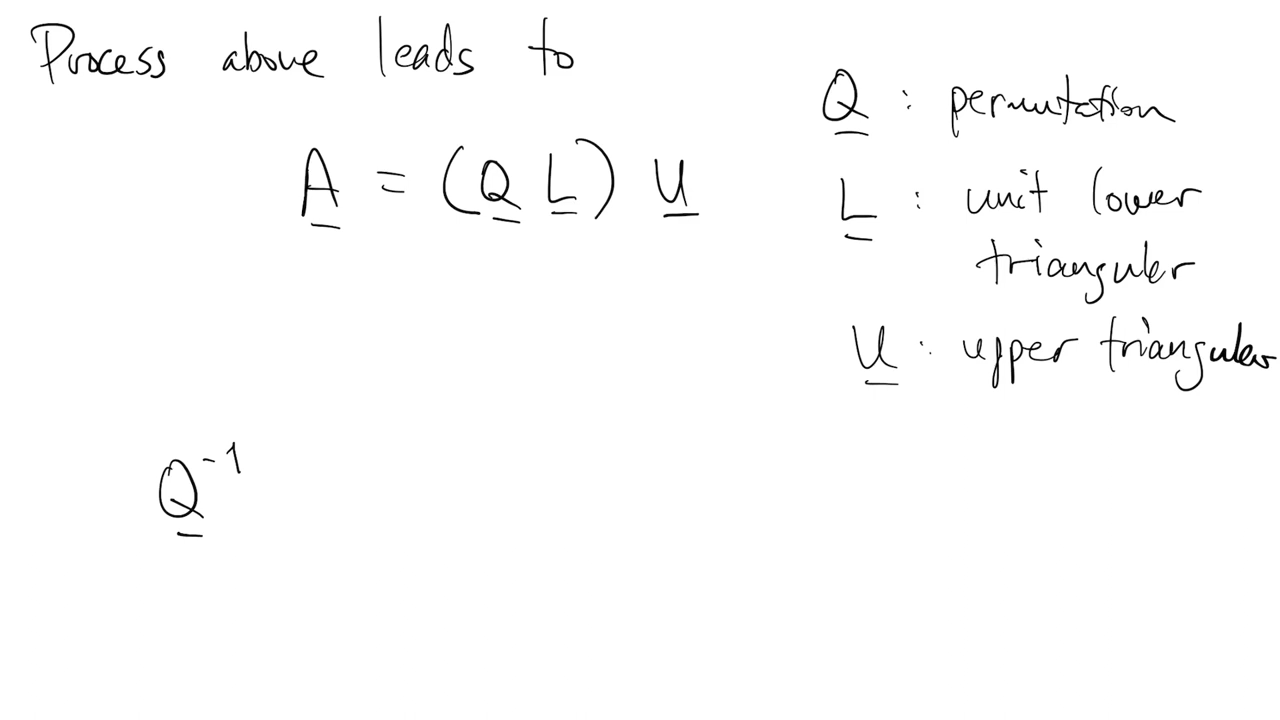 Process above leads to
A = (Q L) U
Q : permutation
L : unit lower
triangular
U : upper triangular
Q⁻¹